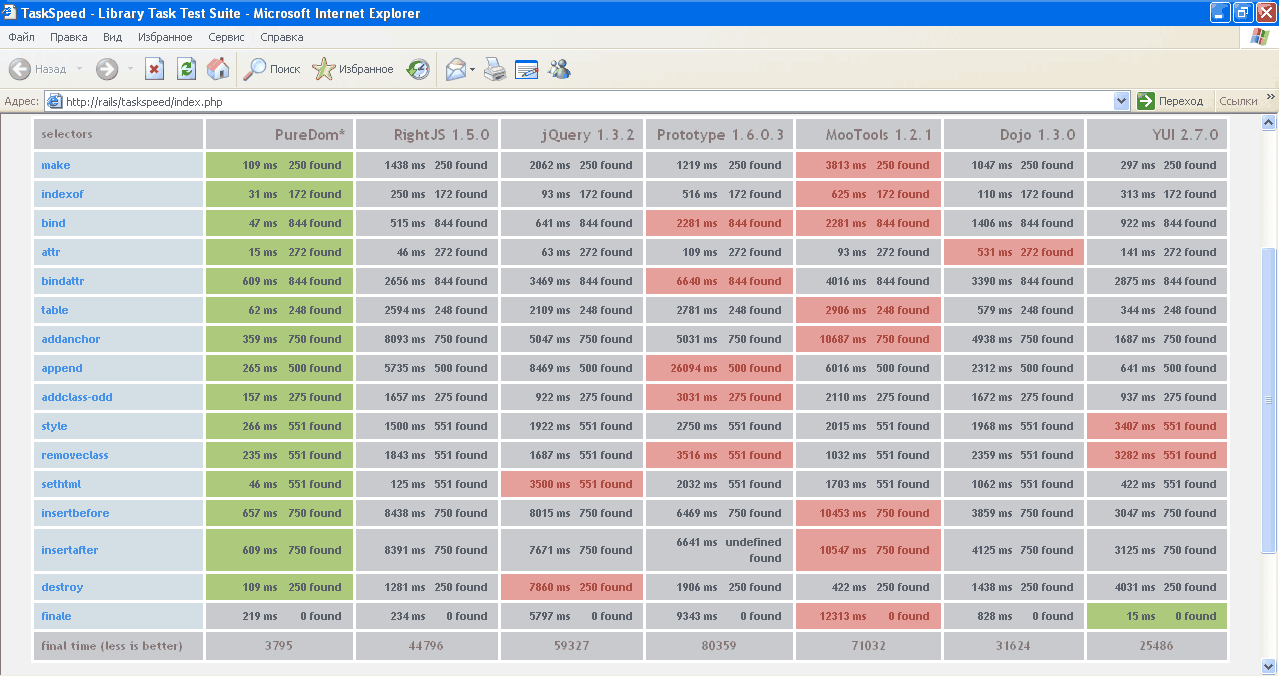 TaskSpeed - Library Task Test Suite - Microsoft Internet Explorer
Файл Правка Вид Избранное Сервис Справка
Назад Поиск Избранное
Адрес: http://rails/taskspeed/index.php Переход Ссылки »
selectors PureDom* RightJS 1.5.0 jQuery 1.3.2 Prototype 1.6.0.3 MooTools 1.2.1 Dojo 1.3.0 YUI 2.7.0
make 109 ms 250 found 1438 ms 250 found 2062 ms 250 found 1219 ms 250 found 3813 ms 250 found 1047 ms 250 found 297 ms 250 found
indexof 31 ms 172 found 250 ms 172 found 93 ms 172 found 516 ms 172 found 625 ms 172 found 110 ms 172 found 313 ms 172 found
bind 47 ms 844 found 515 ms 844 found 641 ms 844 found 2281 ms 844 found 2281 ms 844 found 1406 ms 844 found 922 ms 844 found
attr 15 ms 272 found 46 ms 272 found 63 ms 272 found 109 ms 272 found 93 ms 272 found 531 ms 272 found 141 ms 272 found
bindattr 609 ms 844 found 2656 ms 844 found 3469 ms 844 found 6640 ms 844 found 4016 ms 844 found 3390 ms 844 found 2875 ms 844 found
table 62 ms 248 found 2594 ms 248 found 2109 ms 248 found 2781 ms 248 found 2906 ms 248 found 579 ms 248 found 344 ms 248 found
addanchor 359 ms 750 found 8093 ms 750 found 5047 ms 750 found 5031 ms 750 found 10687 ms 750 found 4938 ms 750 found 1687 ms 750 found
append 265 ms 500 found 5735 ms 500 found 8469 ms 500 found 26094 ms 500 found 6016 ms 500 found 2312 ms 500 found 641 ms 500 found
addclass-odd 157 ms 275 found 1657 ms 275 found 922 ms 275 found 3031 ms 275 found 2110 ms 275 found 1672 ms 275 found 937 ms 275 found
style 266 ms 551 found 1500 ms 551 found 1922 ms 551 found 2750 ms 551 found 2015 ms 551 found 1968 ms 551 found 3407 ms 551 found
removeclass 235 ms 551 found 1843 ms 551 found 1687 ms 551 found 3516 ms 551 found 1032 ms 551 found 2359 ms 551 found 3282 ms 551 found
sethtml 46 ms 551 found 125 ms 551 found 3500 ms 551 found 2032 ms 551 found 1703 ms 551 found 1062 ms 551 found 422 ms 551 found
insertbefore 657 ms 750 found 8438 ms 750 found 8015 ms 750 found 6469 ms 750 found 10453 ms 750 found 3859 ms 750 found 3047 ms 750 found
insertafter 609 ms 750 found 8391 ms 750 found 7671 ms 750 found 6641 ms undefined found 10547 ms 750 found 4125 ms 750 found 3125 ms 750 found
destroy 109 ms 250 found 1281 ms 250 found 7860 ms 250 found 1906 ms 250 found 422 ms 250 found 1438 ms 250 found 4031 ms 250 found
finale 219 ms 0 found 234 ms 0 found 5797 ms 0 found 9343 ms 0 found 12313 ms 0 found 828 ms 0 found 15 ms 0 found
final time (less is better) 3795 44796 59327 80359 71032 31624 25486